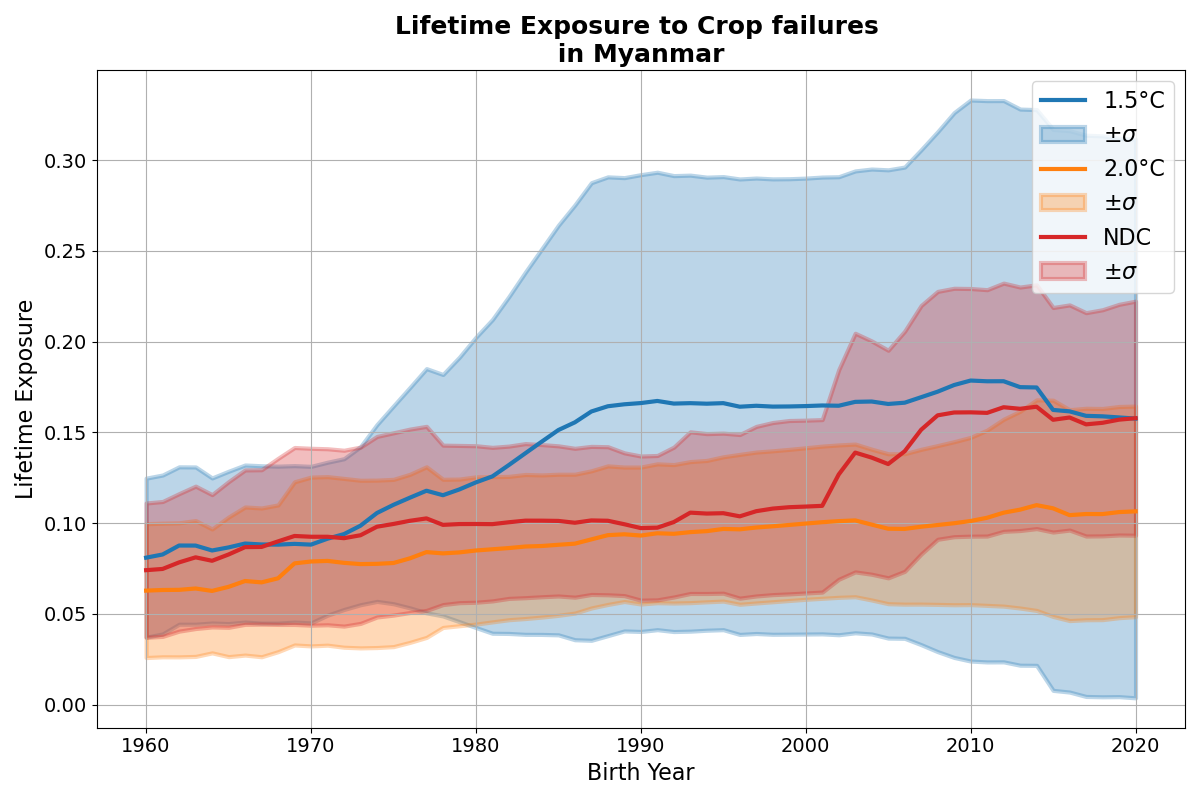 Lifetime Exposure to Crop failures
in Myanmar
Lifetime Exposure
0.30
0.25
0.20
0.15
0.10
0.05
0.00
1960 1970 1980 1990 2000 2010 2020
Birth Year
1.5°C
±σ
2.0°C
±σ
NDC
±σ